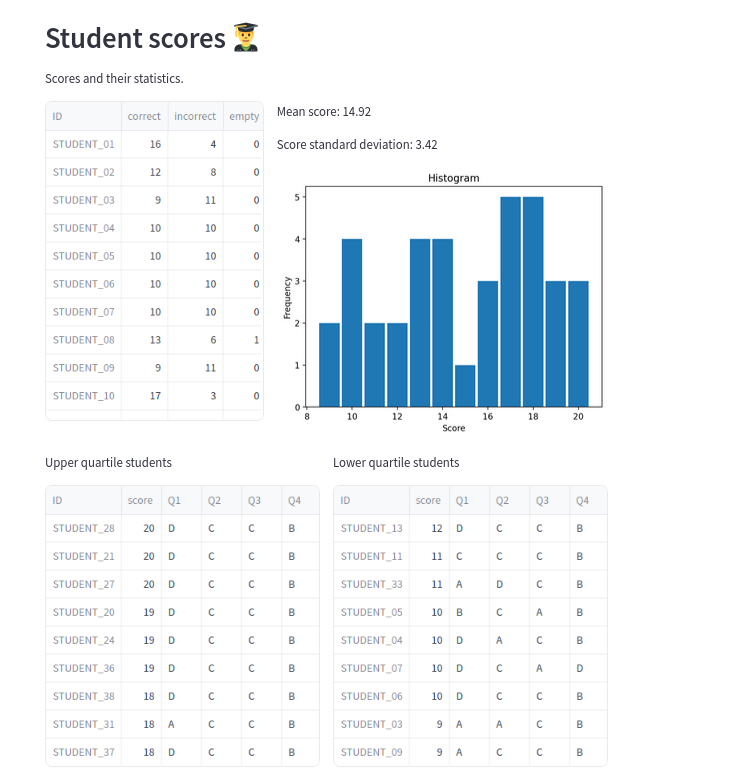 Student scores
Scores and their statistics.
ID correct incorrect empty
STUDENT_01 16 4 0
STUDENT_02 12 8 0
STUDENT_03 9 11 0
STUDENT_04 10 10 0
STUDENT_05 10 10 0
STUDENT_06 10 10 0
STUDENT_07 10 10 0
STUDENT_08 13 6 1
STUDENT_09 9 11 0
STUDENT_10 17 3 0
Mean score: 14.92
Score standard deviation: 3.42
Histogram
Frequency
5
4
3
2
1
0
8 10 12 14 16 18 20
Score
Upper quartile students
ID score Q1 Q2 Q3 Q4
STUDENT_28 20 D C C B
STUDENT_21 20 D C C B
STUDENT_27 20 D C C B
STUDENT_20 19 D C C B
STUDENT_24 19 D C C B
STUDENT_36 19 D C C B
STUDENT_38 18 D C C B
STUDENT_31 18 A C C B
STUDENT_37 18 D C C B
Lower quartile students
ID score Q1 Q2 Q3 Q4
STUDENT_13 12 D C C B
STUDENT_11 11 C C C B
STUDENT_33 11 A D C B
STUDENT_05 10 B C A B
STUDENT_04 10 D A C B
STUDENT_07 10 D C A D
STUDENT_06 10 D C C B
STUDENT_03 9 A A C B
STUDENT_09 9 A C C B